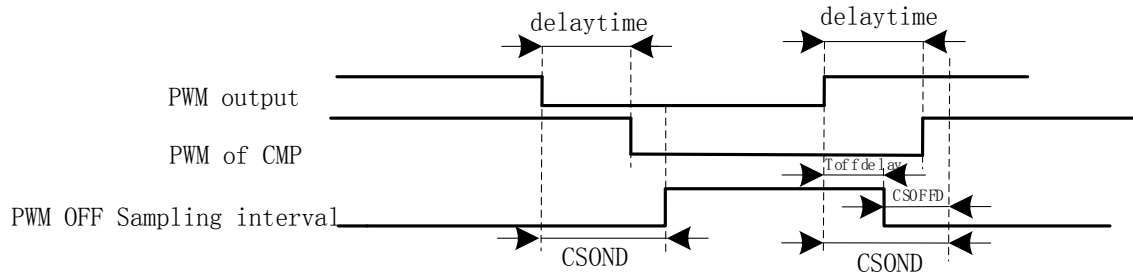 delaytime
delaytime
PWM output
PWM of CMP
Toffdelay
CSOFFD
PWM OFF Sampling interval
CSOND
CSOND